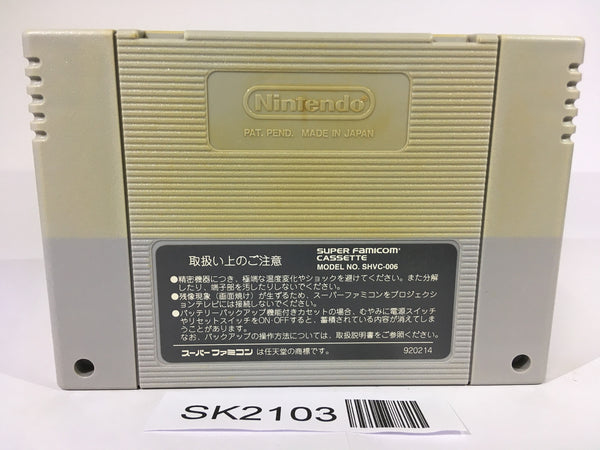 Nintendo
PAT. PEND. MADE IN JAPAN
取扱い上のご注意
SUPER FAMICOM
CASSETTE
MODEL NO. SHVC-006
●精密機器につき、極端な温度変化やショックを避けてください。また分解
したり、端子部を汚したりしないでください。
●残像現象（画面焼け）が生ずるため、スーパーファミコンをプロジェクシ
ョンテレビには接続しないでください。
●バッテリーバックアップ機能付きカセットの場合、むやみに電源スイッチ
やリセットスイッチをON・OFFすると、蓄積されている内容が消えてしま
うことがあります。
なお、バックアップの操作方法については、取扱説明書をご参照ください。
スーパーファミコン は任天堂の商標です。
920214
SK2103